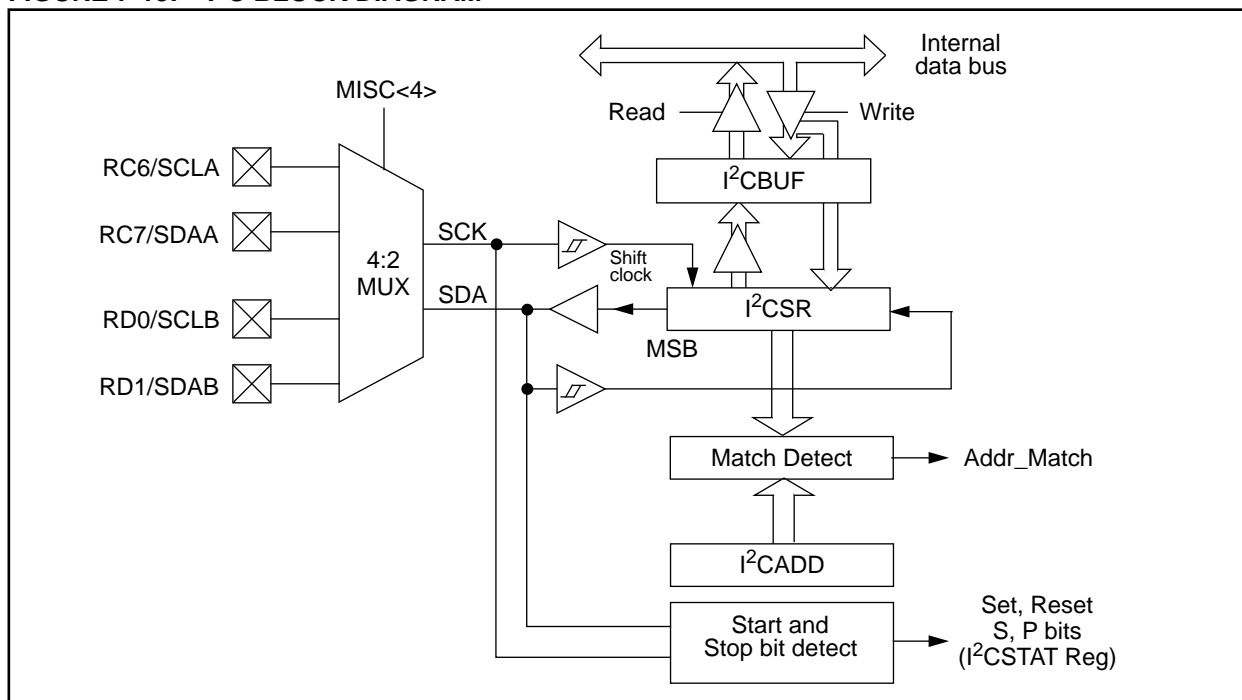 Internal
data bus
MISC<4>
Read
Write
RC6/SCLA
I²CBUF
RC7/SDAA
SCK
Shift
clock
4:2
MUX
SDA
I²CSR
RD0/SCLB
MSB
RD1/SDAB
Match Detect
Addr_Match
I²CADD
Start and
Stop bit detect
Set, Reset
S, P bits
(I²CSTAT Reg)